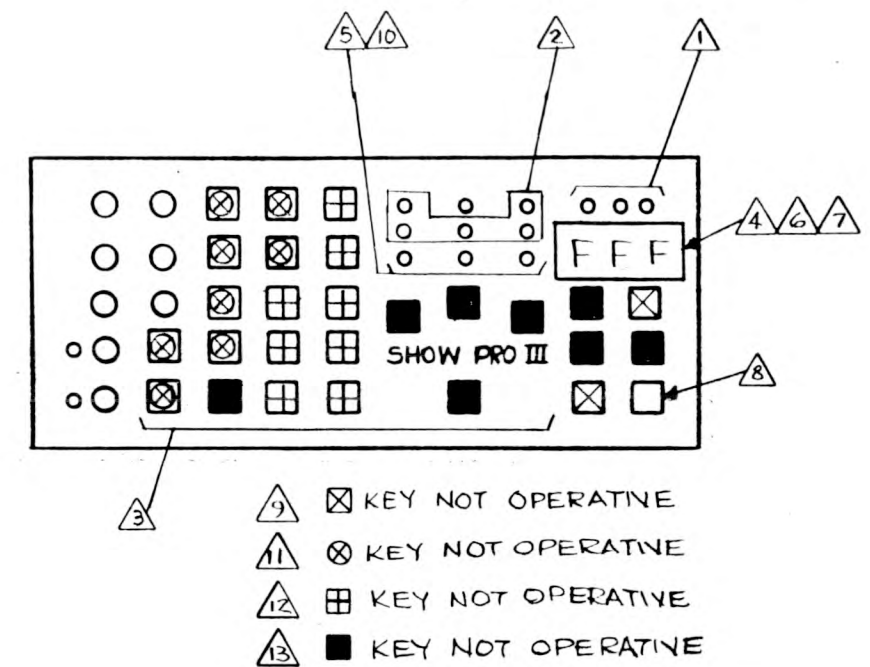 5 10 2 1
F F F
4 6 7
SHOW PRO III
8
3
9 KEY NOT OPERATIVE
11 KEY NOT OPERATIVE
12 KEY NOT OPERATIVE
13 KEY NOT OPERATIVE